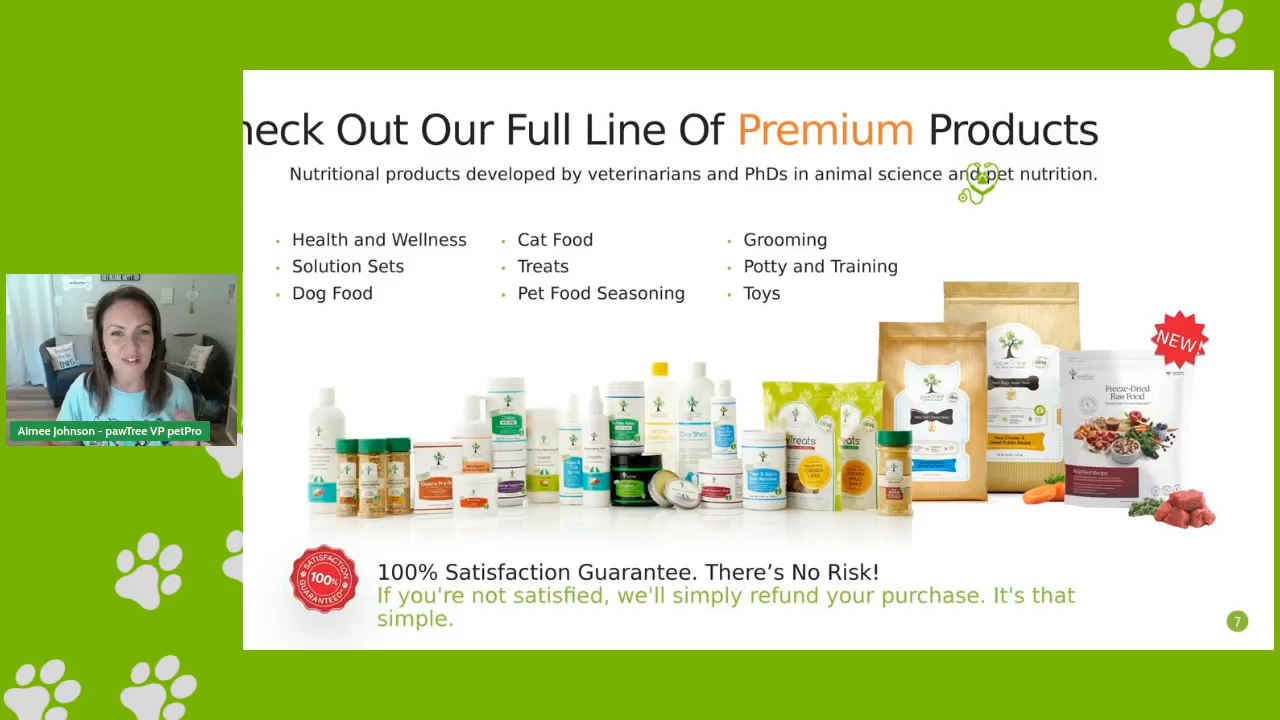 heck Out Our Full Line Of Premium Products
Nutritional products developed by veterinarians and PhDs in animal science and pet nutrition.
Health and Wellness
Solution Sets
Dog Food
Cat Food
Treats
Pet Food Seasoning
Grooming
Potty and Training
Toys
NEW!
Freeze-Dried
Raw Food
Aimee Johnson - pawTree VP petPro
SATISFACTION
100%
GUARANTEED
100% Satisfaction Guarantee. There’s No Risk!
If you're not satisfied, we'll simply refund your purchase. It's that
simple.
7